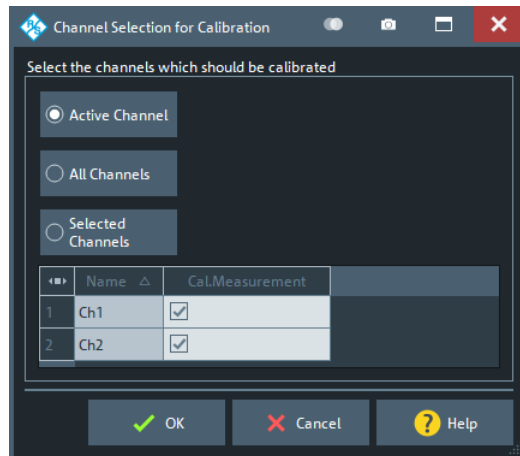 Channel Selection for Calibration
Select the channels which should be calibrated
Active Channel
All Channels
Selected
Channels
Name Cal.Measurement
1 Ch1
2 Ch2
OK Cancel ? Help